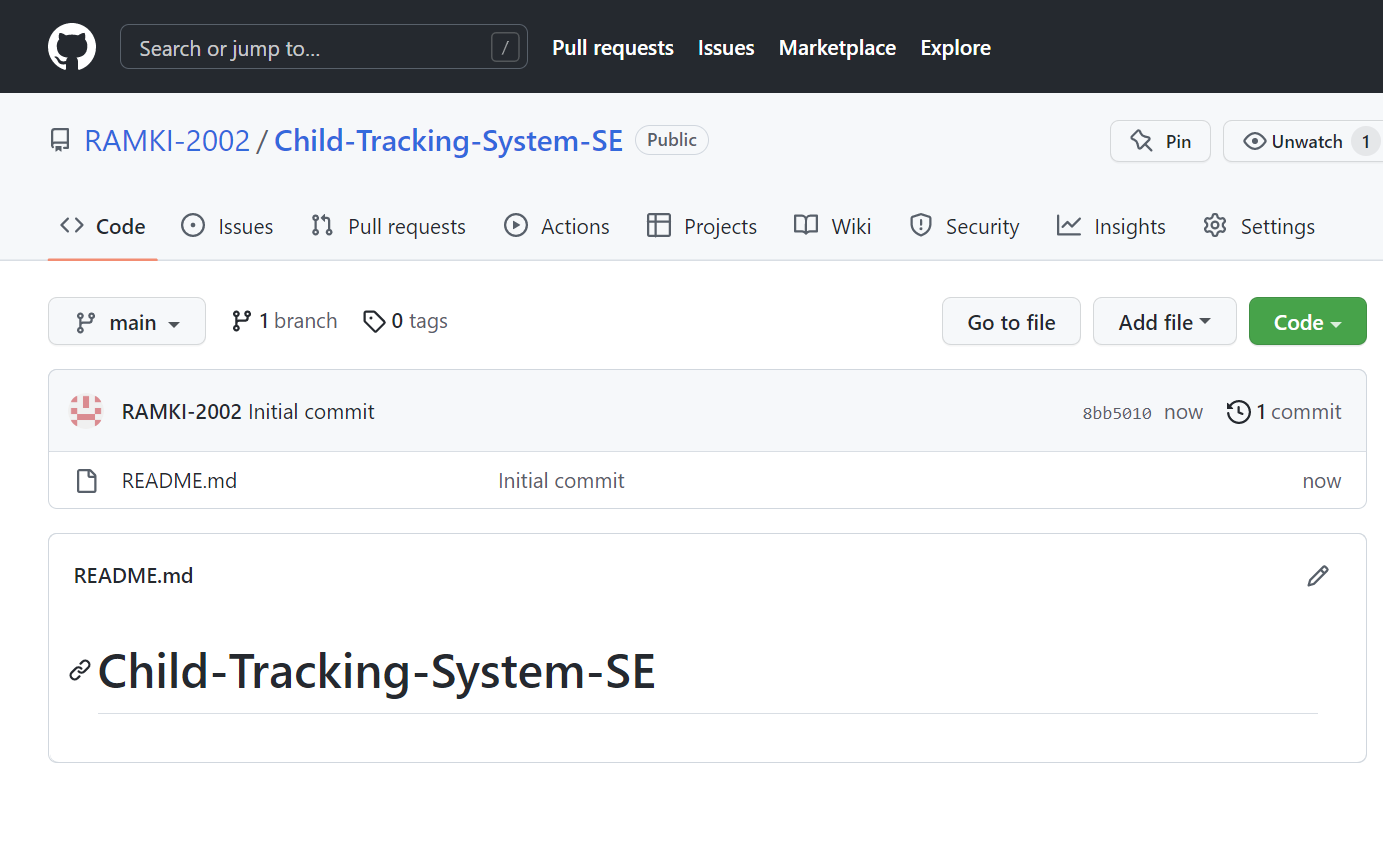 Search or jump to... / Pull requests Issues Marketplace Explore
RAMKI-2002 / Child-Tracking-System-SE Public Pin Unwatch 1
Code Issues Pull requests Actions Projects Wiki Security Insights Settings
main 1 branch 0 tags Go to file Add file Code
RAMKI-2002 Initial commit 8bb5010 now 1 commit
README.md Initial commit now
README.md
Child-Tracking-System-SE